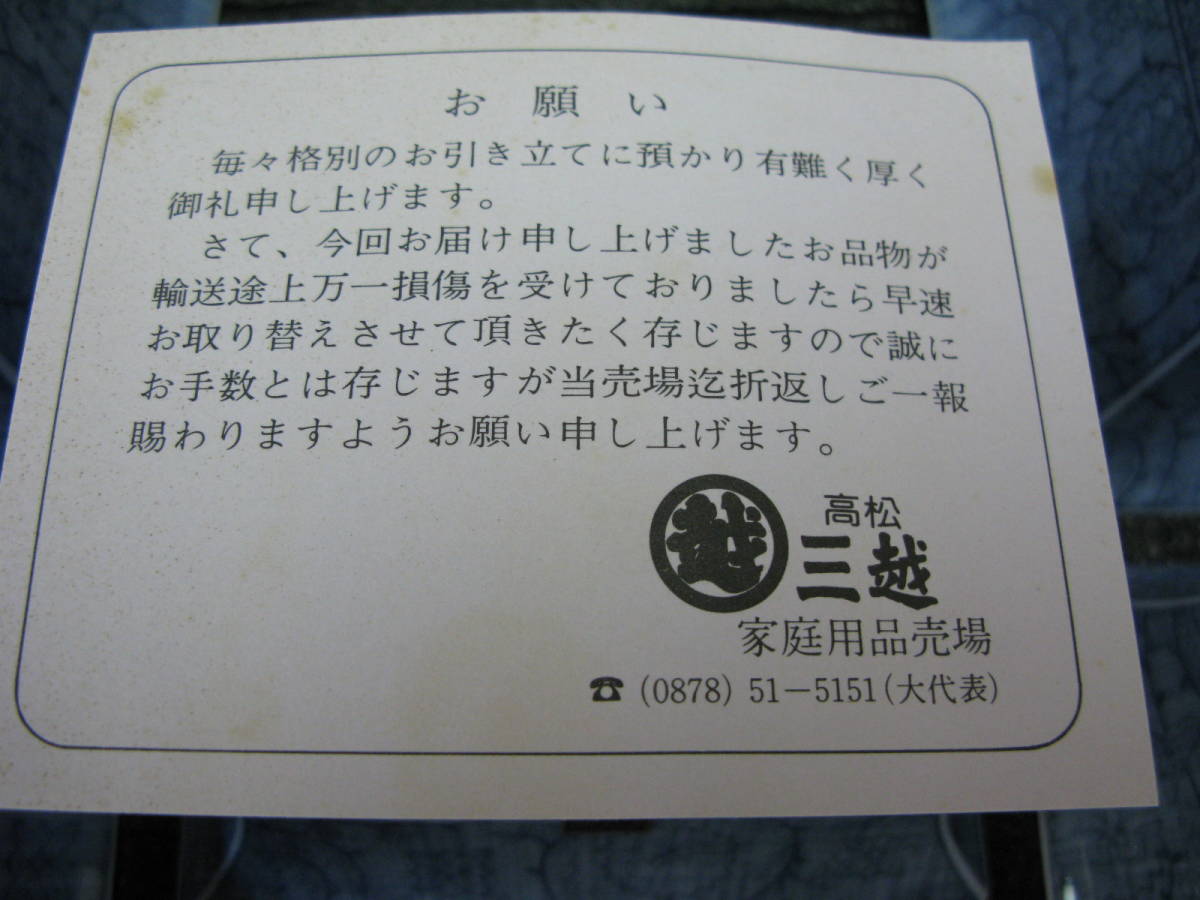 お願い
毎々格別のお引き立てに預かり有難く厚く
御礼申し上げます。
さて、今回お届け申し上げましたお品物が
輸送途上万一損傷を受けておりましたら早速
お取り替えさせて頂きたく存じますので誠に
お手数とは存じますが当売場迄折返しご一報
賜わりますようお願い申し上げます。
越
高松
三越
家庭用品売場
☎ (0878) 51-5151(大代表)